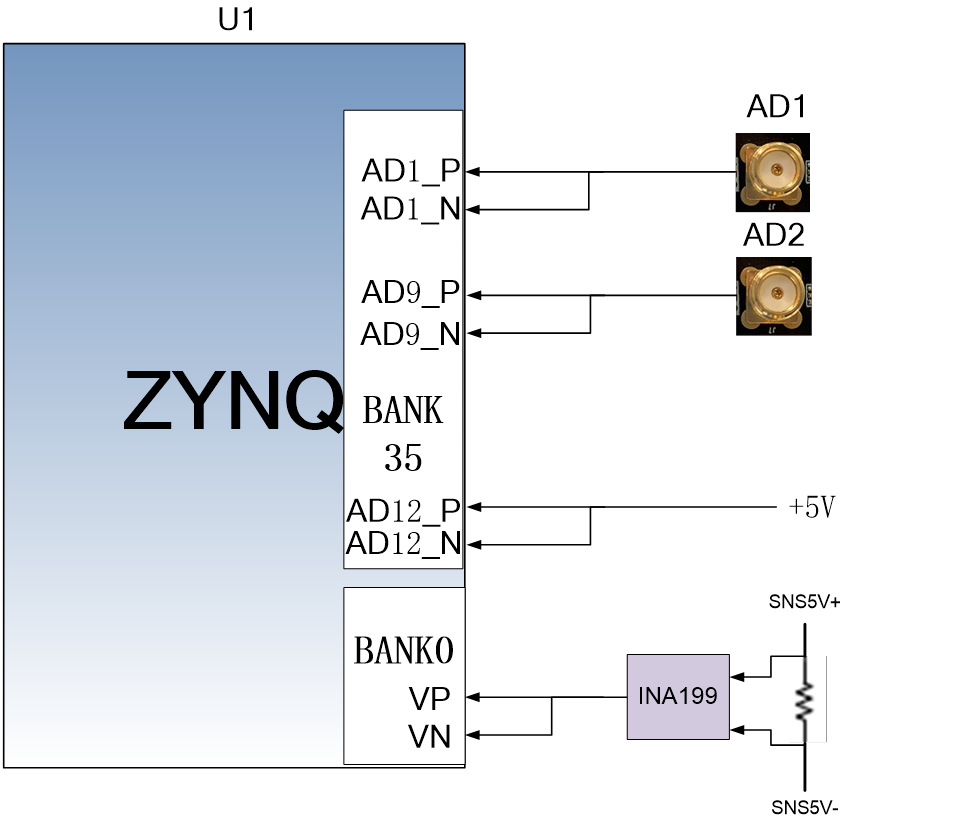 U1
AD1
AD1_P
AD1_N
AD2
AD9_P
AD9_N
ZYNQ
BANK
35
AD12_P
+5V
AD12_N
SNS5V+
BANK0
INA199
VP
VN
SNS5V-